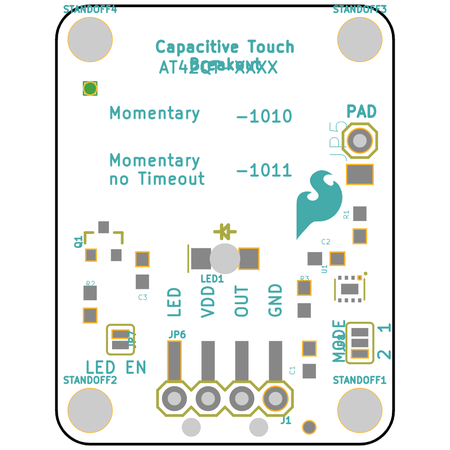 STANDOFF4
STANDOFF3
Capacitive Touch
Breakout
AT42QP-XXXX
Momentary -1010
PAD
JP5
Momentary
no Timeout -1011
R1
Q1
C2
U1
LED1
R2
C3
R3
LED
VDD
OUT
GND
JP7
JP6
MODE
1
2
LED EN
C1
STANDOFF2
STANDOFF1
J1